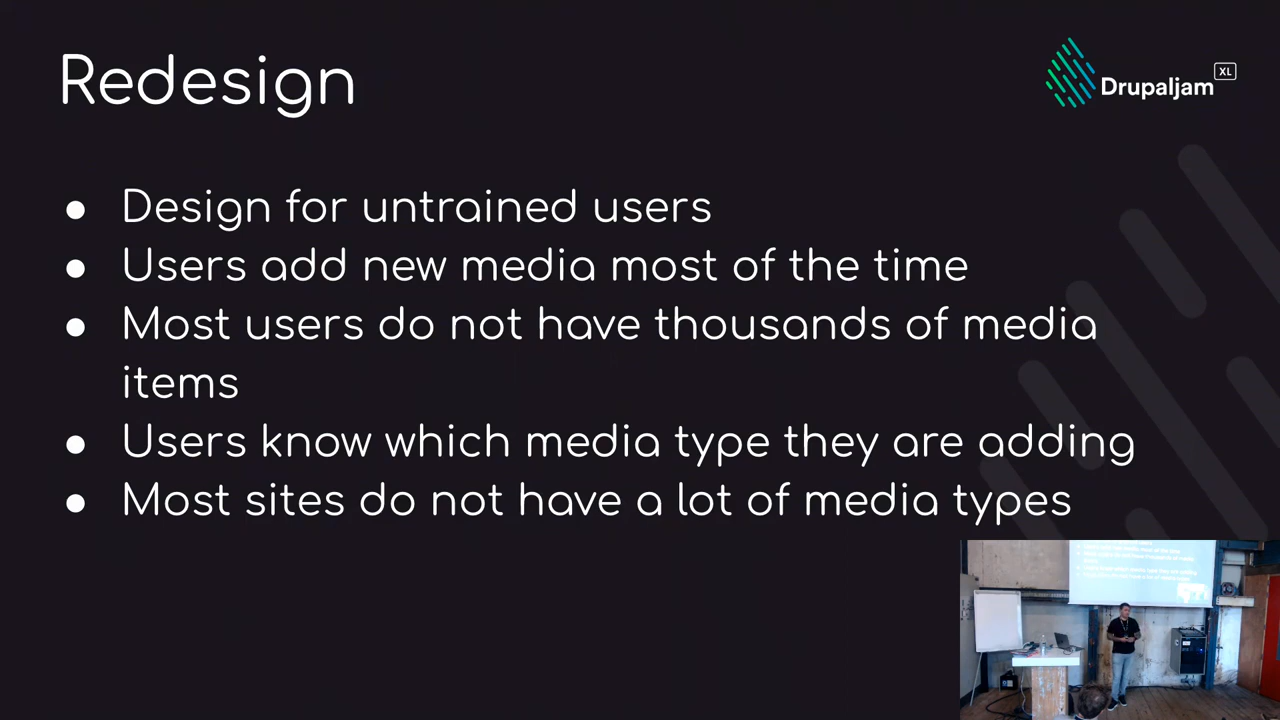 Redesign
Drupaljam XL
● Design for untrained users
● Users add new media most of the time
● Most users do not have thousands of media
items
● Users know which media type they are adding
● Most sites do not have a lot of media types